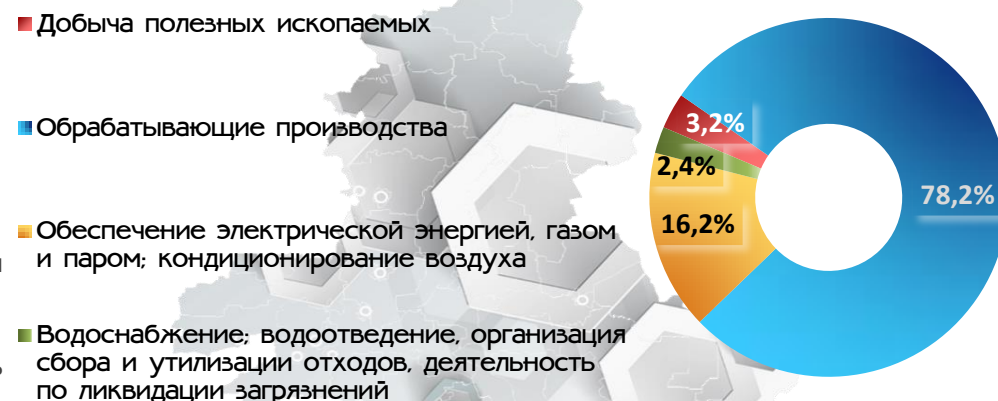 Добыча полезных ископаемых
Обрабатывающие производства
Обеспечение электрической энергией, газом
и паром; кондиционирование воздуха
Водоснабжение; водоотведение, организация
сбора и утилизации отходов, деятельность
по ликвидации загрязнений
3,2%
2,4%
16,2%
78,2%